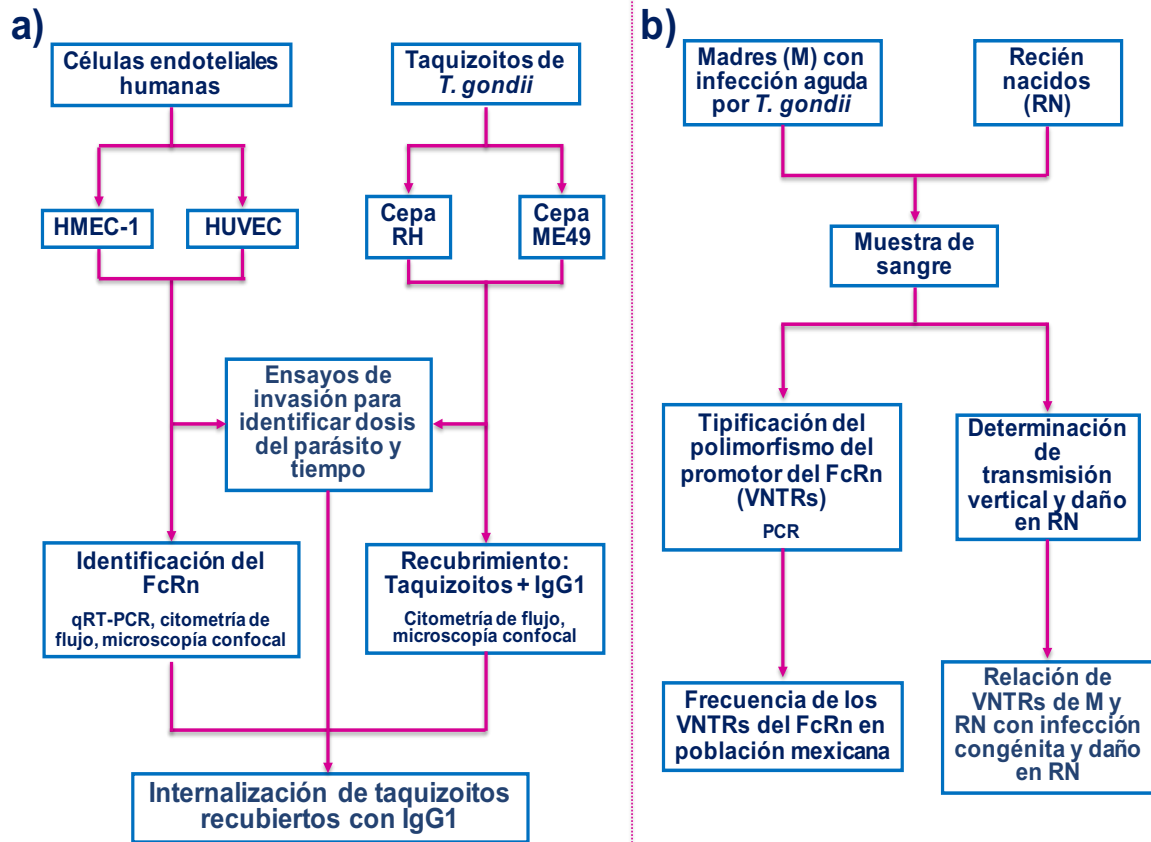 a)
Células endoteliales
humanas
Taquizoitos de
T. gondii
HMEC-1
HUVEC
Cepa
RH
Cepa
ME49
Ensayos de
invasión para
identificar dosis
del parásito y
tiempo
Identificación del
FcRn
qRT-PCR, citometría de
flujo, microscopía confocal
Recubrimiento:
Taquizoitos + IgG1
Citometría de flujo,
microscopía confocal
Internalización de taquizoitos
recubiertos con IgG1
b)
Madres (M) con
infección aguda
por T. gondii
Recién
nacidos
(RN)
Muestra de
sangre
Tipificación del
polimorfismo del
promotor del FcRn
(VNTRs)
PCR
Determinación
de
transmisión
vertical y daño
en RN
Frecuencia de los
VNTRs del FcRn en
población mexicana
Relación de
VNTRs de M y
RN con infección
congénita y daño
en RN